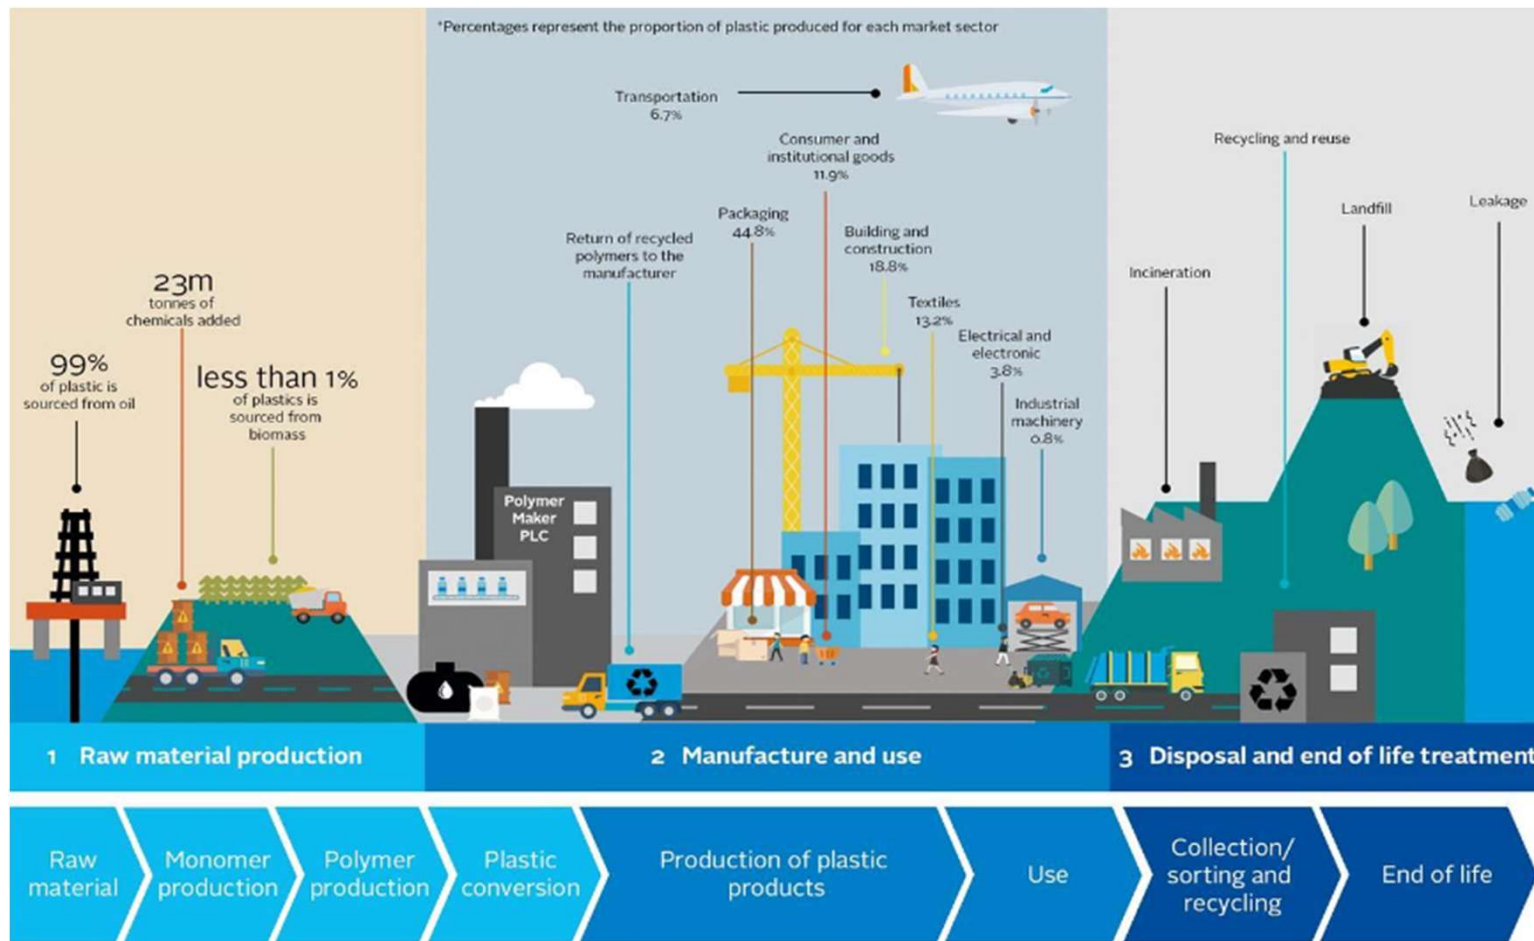 *Percentages represent the proportion of plastic produced for each market sector
99%
of plastic is
sourced from oil
23m
tonnes of
chemicals added
less than 1%
of plastics is
sourced from
biomass
Transportation
6.7%
Consumer and
institutional goods
11.9%
Packaging
44.8%
Return of recycled
polymers to the
manufacturer
Building and
construction
18.8%
Textiles
13.2%
Electrical and
electronic
3.8%
Industrial
machinery
0.8%
Polymer
Maker
PLC
Recycling and reuse
Landfill
Leakage
Incineration
1 Raw material production
2 Manufacture and use
3 Disposal and end of life treatment
Raw
material
Monomer
production
Polymer
production
Plastic
conversion
Production of plastic
products
Use
Collection/
sorting and
recycling
End of life